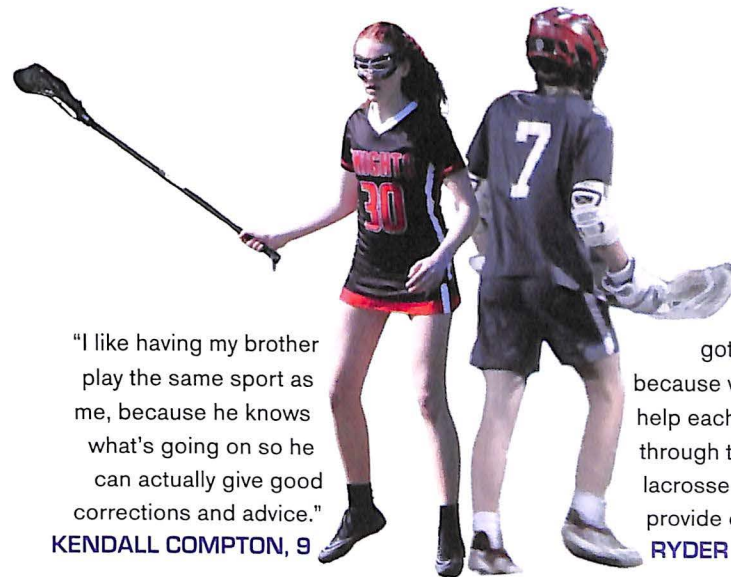 7
30
"I like having my brother
play the same sport as
me, because he knows
what's going on so he
can actually give good
corrections and advice."
KENDALL COMPTON, 9
got
because
help each
through
lacrosse
provide
RYDER